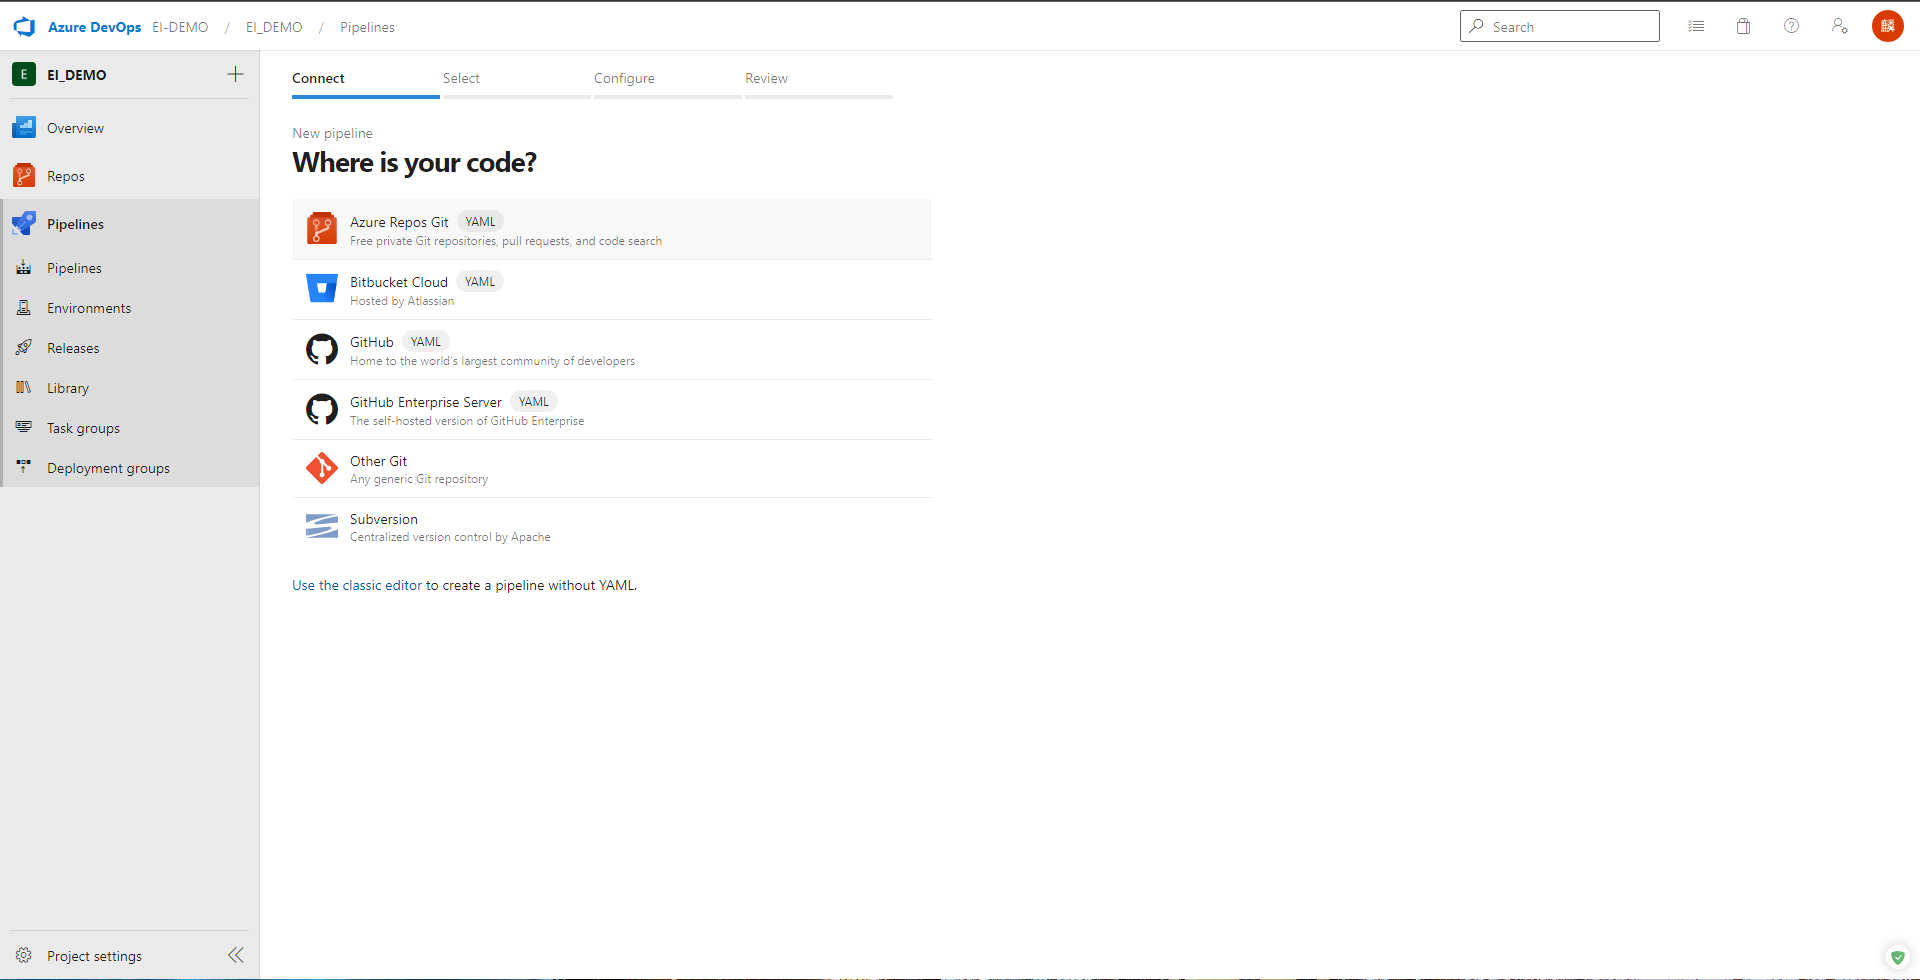 Azure DevOps EI-DEMO / EI_DEMO / Pipelines
Search
麟
E EI_DEMO
Overview
Repos
Pipelines
Pipelines
Environments
Releases
Library
Task groups
Deployment groups
Project settings
Connect Select Configure Review
New pipeline
Where is your code?
Azure Repos Git YAML
Free private Git repositories, pull requests, and code search
Bitbucket Cloud YAML
Hosted by Atlassian
GitHub YAML
Home to the world's largest community of developers
GitHub Enterprise Server YAML
The self-hosted version of GitHub Enterprise
Other Git
Any generic Git repository
Subversion
Centralized version control by Apache
Use the classic editor to create a pipeline without YAML.